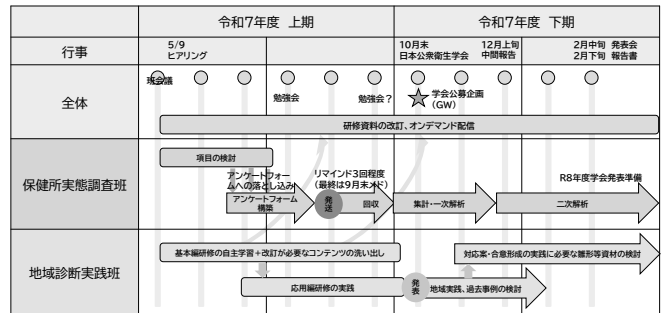 令和7年度 上期
令和7年度 下期
行事
5/9
ヒアリング
10月末
日本公衆衛生学会
12月上旬
中間報告
2月中旬 発表会
2月下旬 報告書
全体
班会議
勉強会
勉強会？
学会公募企画
（GW）
研修資料の改訂、オンデマンド配信
保健所実態調査班
項目の検討
アンケートフォー
ムへの落とし込み
アンケートフォーム
構築
リマインド3回程度
（最終は9月末〆ド）
発送
回収
集計・一次解析
R8年度学会発表準備
二次解析
地域診断実践班
基本編研修の自主学習＋改訂が必要なコンテンツの洗い出し
対応案・合意形成の実践に必要な雛形等資材の検討
応用編研修の実践
発表
地域実践、過去事例の検討